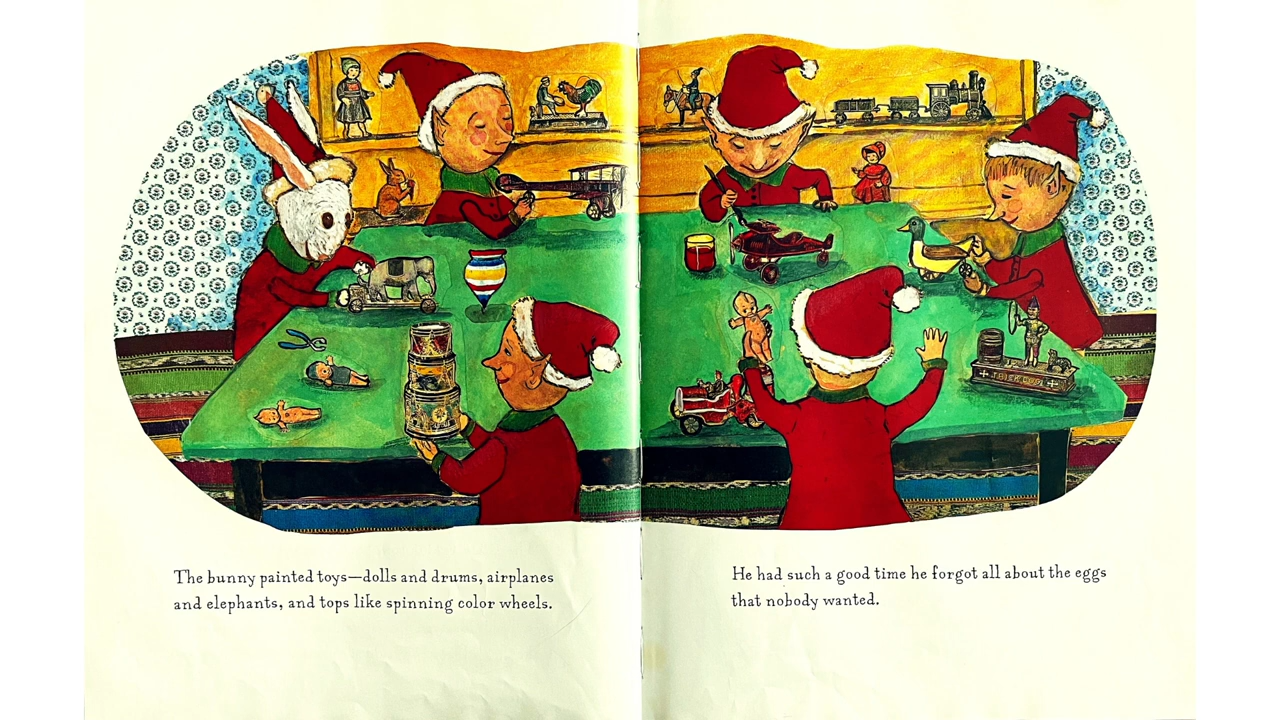 The bunny painted toys—dolls and drums, airplanes
and elephants, and tops like spinning color wheels.
He had such a good time he forgot all about the eggs
that nobody wanted.